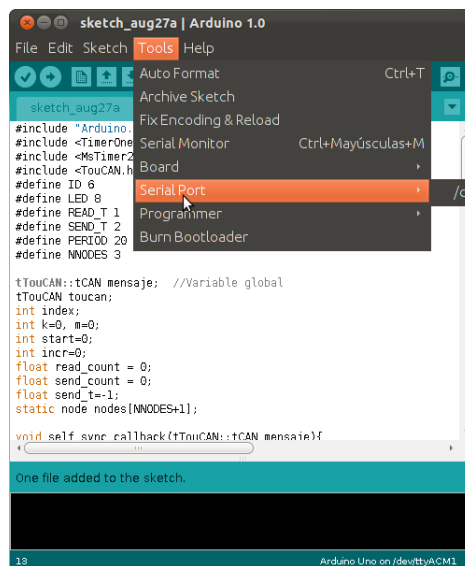 sketch_aug27a | Arduino 1.0
File Edit Sketch Tools Help
Auto Format Ctrl+T
Archive Sketch
Fix Encoding & Reload
Serial Monitor Ctrl+Mayúsculas+M
Board
Serial Port
Programmer
Burn Bootloader
sketch_aug27a
#include "Arduino.
#include <TimerOne
#include <MsTimer2
#include <TouCAN.h
#define ID 6
#define LED 8
#define READ_T 1
#define SEND_T 2
#define PERIOD 20
#define NNODES 3
tTouCAN::tCAN mensaje; //Variable global
tTouCAN toucan;
int index;
int k=0, m=0;
int start=0;
int incr=0;
float read_count = 0;
float send_count = 0;
float send_t=-1;
static node nodes[NNODES+1];
void self_sync_callback(tTouCAN::tCAN mensaje){
One file added to the sketch.
13 Arduino Uno on /dev/ttyACM1